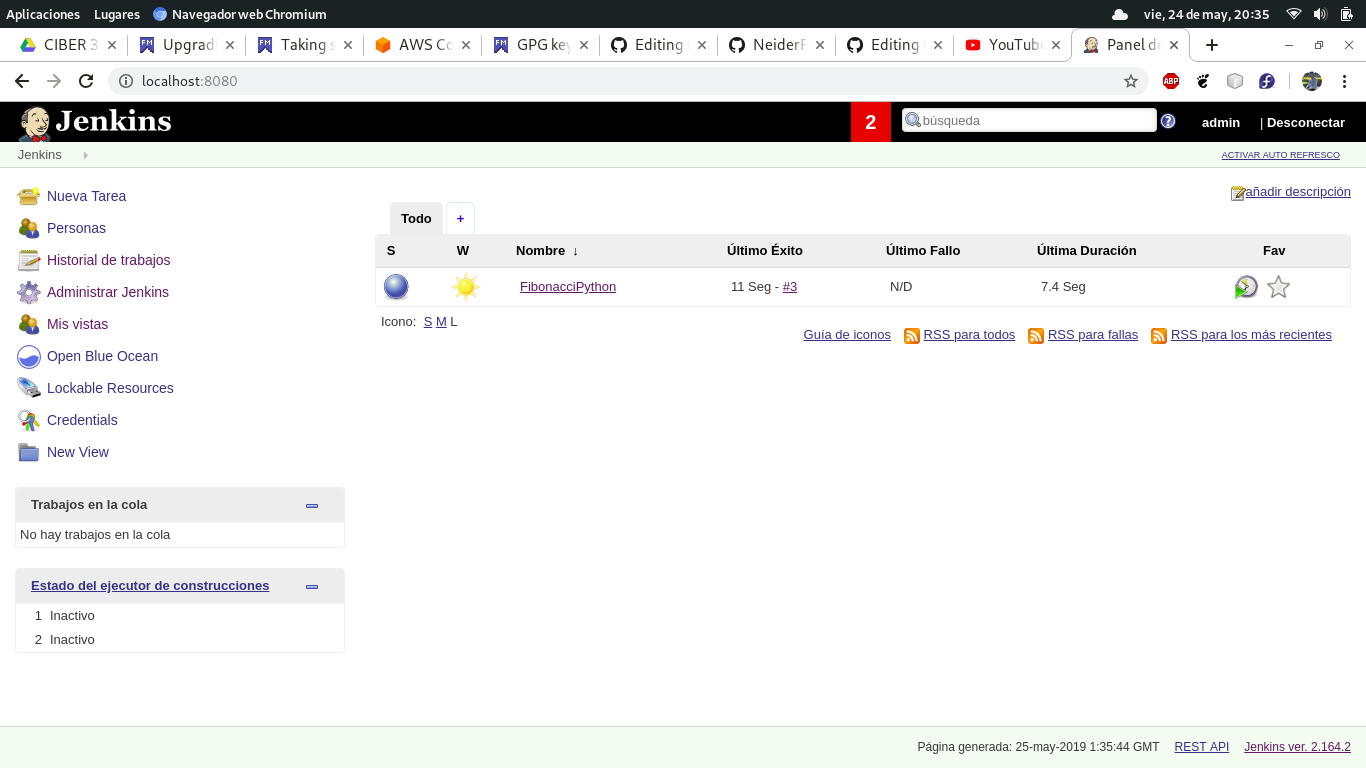 Aplicaciones Lugares Navegador web Chromium vie, 24 de may, 20:35
CIBER 3 Upgradi Taking s AWS Co GPG key Editing NeiderF Editing YouTube Panel de
localhost:8080 ABP
Jenkins 2 búsqueda admin | Desconectar
Jenkins ACTIVAR AUTO REFRESCO
añadir descripción
Nueva Tarea
Personas
Historial de trabajos
Administrar Jenkins
Mis vistas
Open Blue Ocean
Lockable Resources
Credentials
New View
Todo +
S W Nombre ↓ Último Éxito Último Fallo Última Duración Fav
FibonacciPython 11 Seg - #3 N/D 7.4 Seg
Icono: S M L
Guía de iconos RSS para todos RSS para fallas RSS para los más recientes
Trabajos en la cola
No hay trabajos en la cola
Estado del ejecutor de construcciones
1 Inactivo
2 Inactivo
Página generada: 25-may-2019 1:35:44 GMT REST API Jenkins ver. 2.164.2